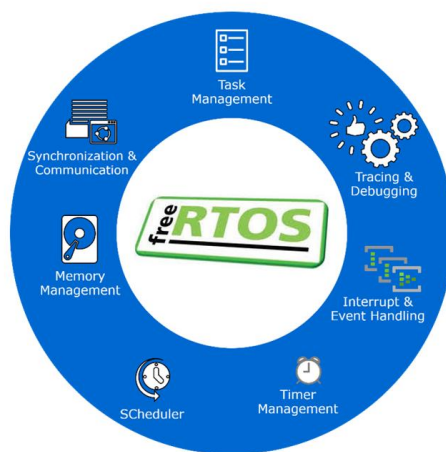 Task
Management
Tracing &
Debugging
Interrupt &
Event Handling
Timer
Management
SCheduler
Memory
Management
Synchronization &
Communication
free RTOS